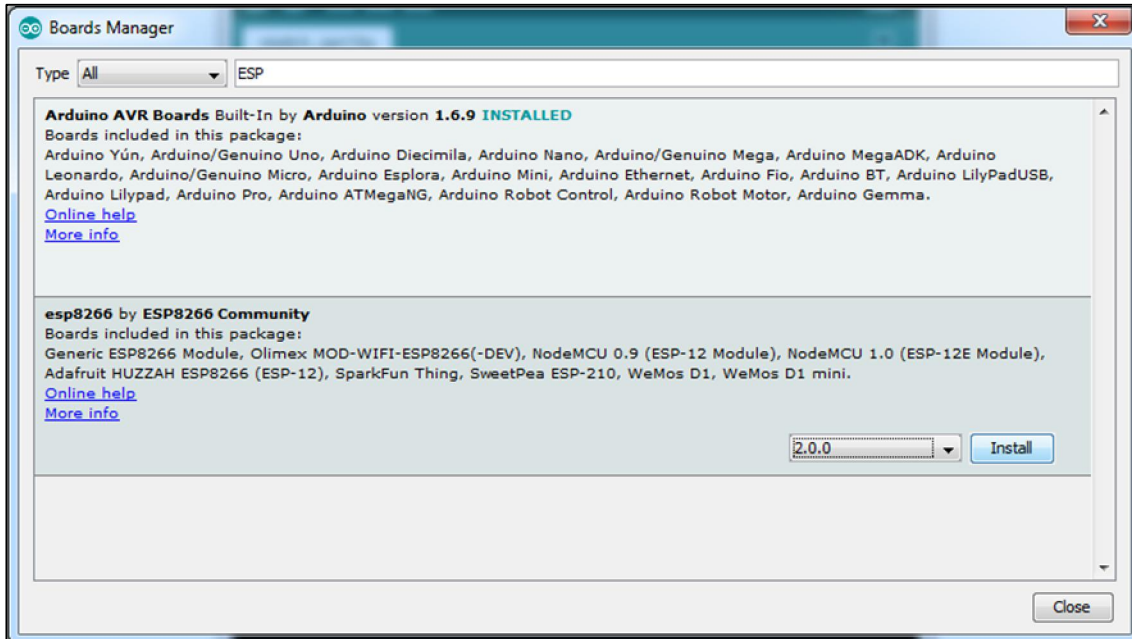 Boards Manager
Type All ESP
Arduino AVR Boards Built-In by Arduino version 1.6.9 INSTALLED
Boards included in this package:
Arduino Yún, Arduino/Genuino Uno, Arduino Diecimila, Arduino Nano, Arduino/Genuino Mega, Arduino MegaADK, Arduino
Leonardo, Arduino/Genuino Micro, Arduino Esplora, Arduino Mini, Arduino Ethernet, Arduino Fio, Arduino BT, Arduino LilyPadUSB,
Arduino Lilypad, Arduino Pro, Arduino ATMegaNG, Arduino Robot Control, Arduino Robot Motor, Arduino Gemma.
Online help
More info
esp8266 by ESP8266 Community
Boards included in this package:
Generic ESP8266 Module, Olimex MOD-WIFI-ESP8266(-DEV), NodeMCU 0.9 (ESP-12 Module), NodeMCU 1.0 (ESP-12E Module),
Adafruit HUZZAH ESP8266 (ESP-12), SparkFun Thing, SweetPea ESP-210, WeMos D1, WeMos D1 mini.
Online help
More info
2.0.0 Install
Close